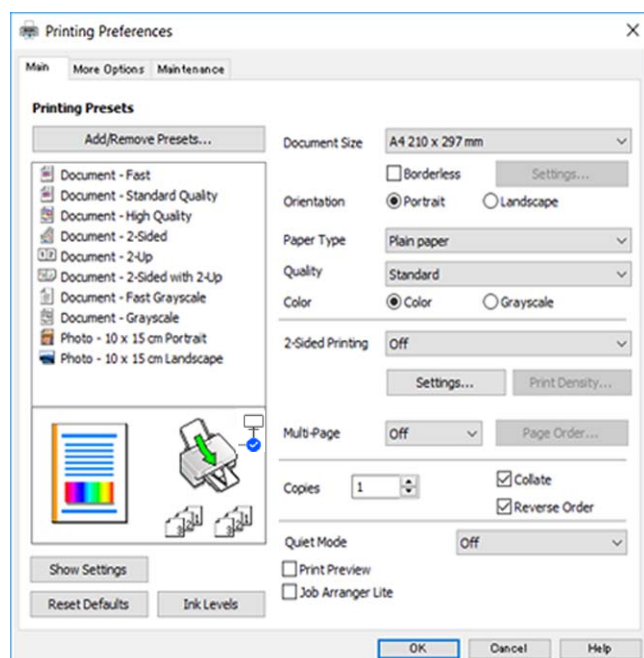 Printing Preferences
Main More Options Maintenance
Printing Presets
Add/Remove Presets...
Document - Fast
Document - Standard Quality
Document - High Quality
Document - 2-Sided
Document - 2-Up
Document - 2-Sided with 2-Up
Document - Fast Grayscale
Document - Grayscale
Photo - 10 x 15 cm Portrait
Photo - 10 x 15 cm Landscape
Show Settings
Reset Defaults Ink Levels
Document Size A4 210 x 297 mm
Borderless Settings...
Orientation Portrait Landscape
Paper Type Plain paper
Quality Standard
Color Color Grayscale
2-Sided Printing Off
Settings... Print Density...
Multi-Page Off Page Order...
Copies 1 Collate
Reverse Order
Quiet Mode Off
Print Preview
Job Arranger Lite
OK Cancel Help